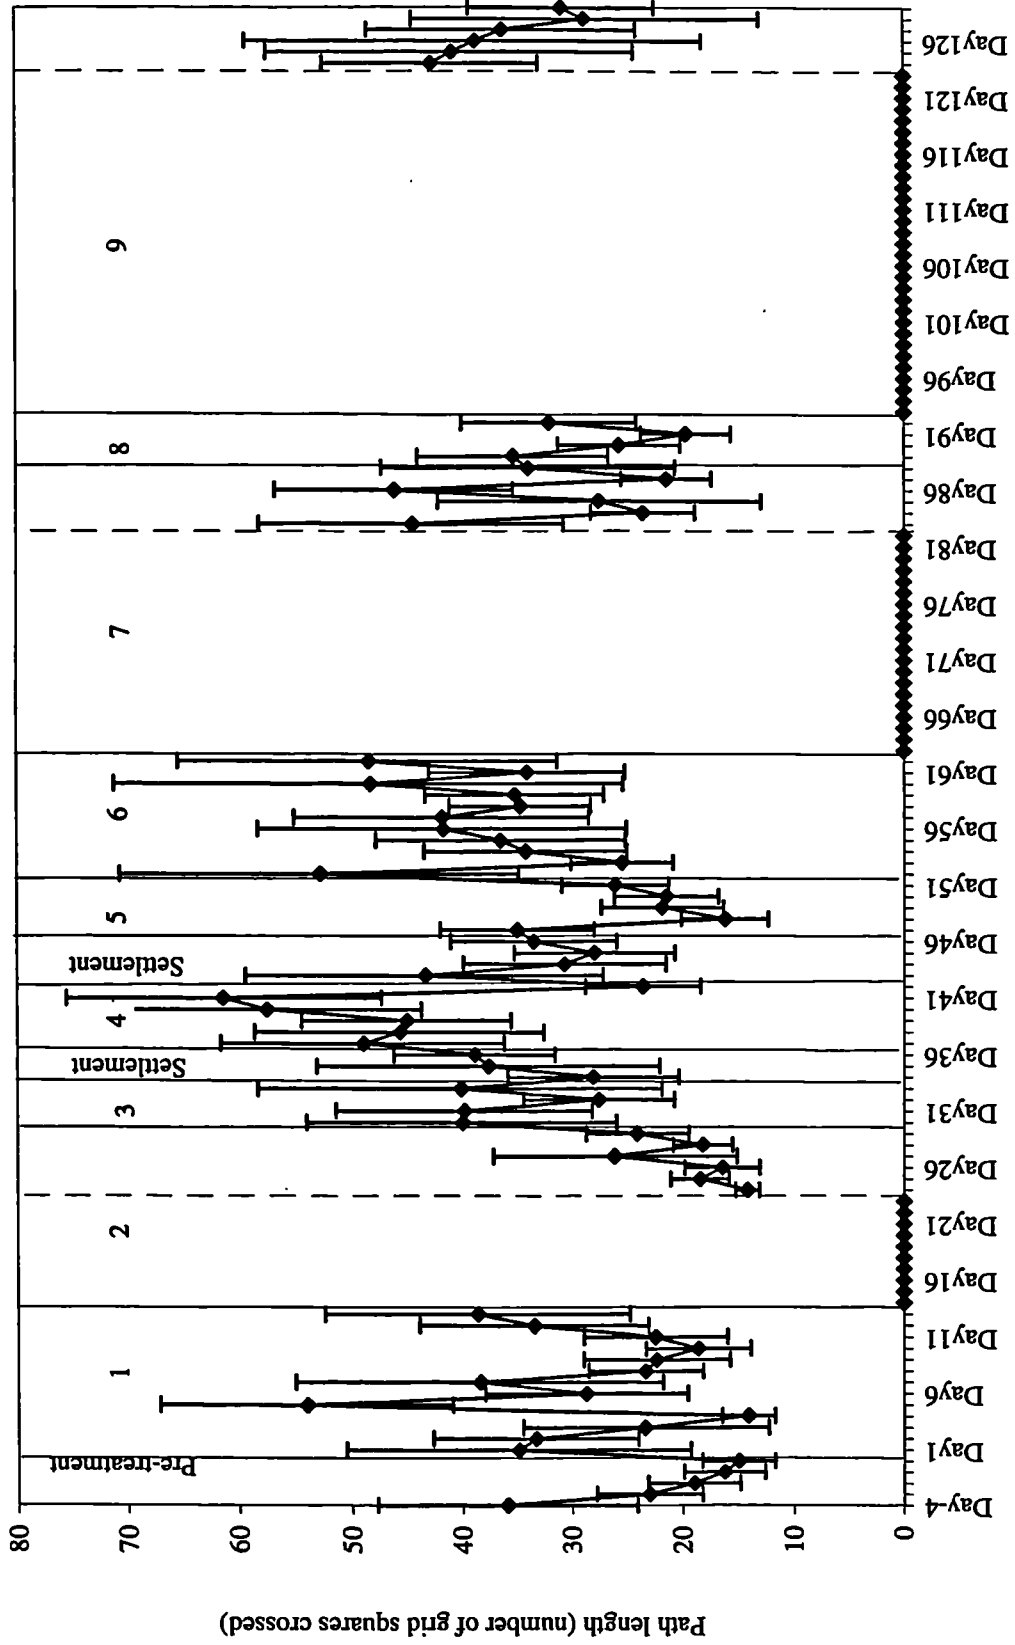 Path length (number of grid squares crossed)
80
70
60
50
40
30
20
10
0
Pre-treatment
1
2
3
Settlement
4
Settlement
5
6
7
8
9
Day-4
Day1
Day6
Day11
Day16
Day21
Day26
Day31
Day36
Day41
Day46
Day51
Day56
Day61
Day66
Day71
Day76
Day81
Day86
Day91
Day96
Day101
Day106
Day111
Day116
Day121
Day126